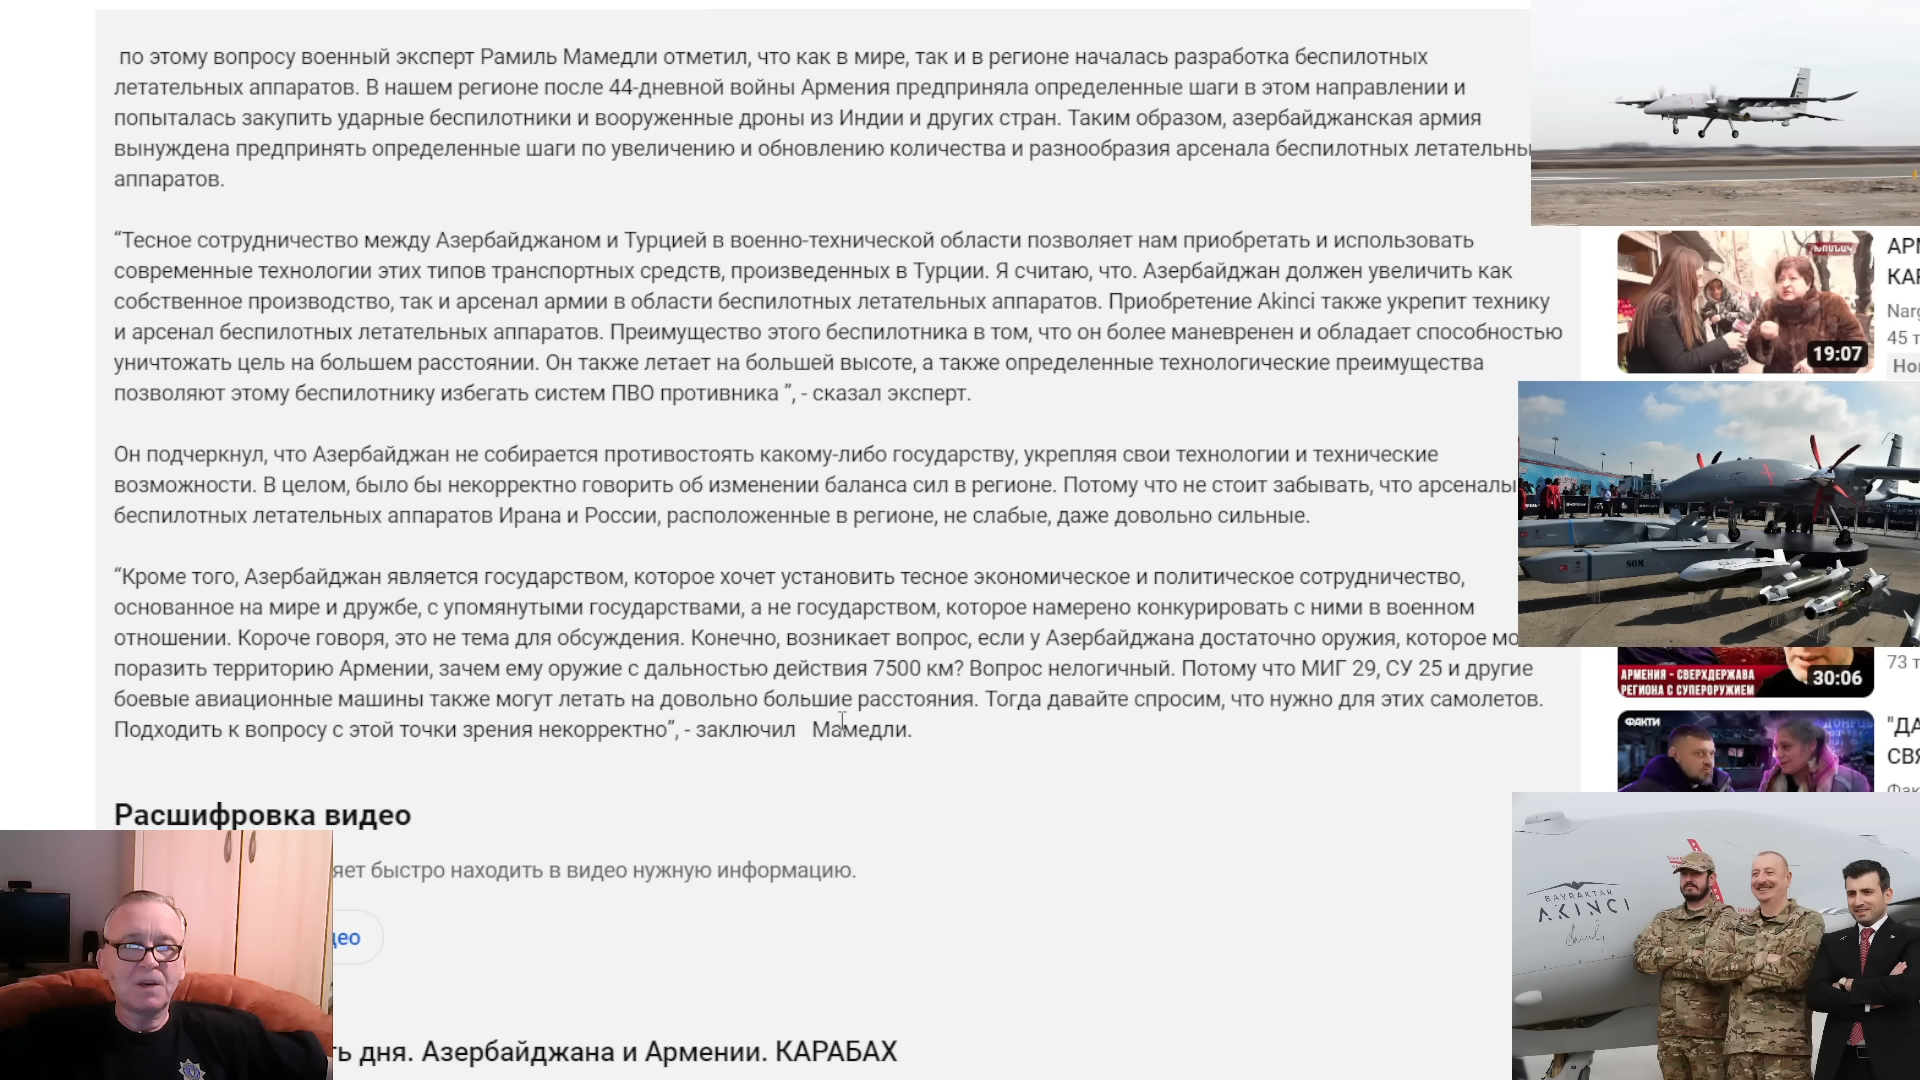 по этому вопросу военный эксперт Рамиль Мамедли отметил, что как в мире, так и в регионе началась разработка беспилотных
летательных аппаратов. В нашем регионе после 44-дневной войны Армения предприняла определенные шаги в этом направлении и
попыталась закупить ударные беспилотники и вооруженные дроны из Индии и других стран. Таким образом, азербайджанская армия
вынуждена предпринять определенные шаги по увеличению и обновлению количества и разнообразия арсенала беспилотных летательны
аппаратов.
“Тесное сотрудничество между Азербайджаном и Турцией в военно-технической области позволяет нам приобретать и использовать
современные технологии этих типов транспортных средств, произведенных в Турции. Я считаю, что. Азербайджан должен увеличить как
собственное производство, так и арсенал армии в области беспилотных летательных аппаратов. Приобретение Akinci также укрепит технику
и арсенал беспилотных летательных аппаратов. Преимущество этого беспилотника в том, что он более маневренен и обладает способностью
уничтожать цель на большем расстоянии. Он также летает на большей высоте, а также определенные технологические преимущества
позволяют этому беспилотнику избегать систем ПВО противника ”, - сказал эксперт.
Он подчеркнул, что Азербайджан не собирается противостоять какому-либо государству, укрепляя свои технологии и технические
возможности. В целом, было бы некорректно говорить об изменении баланса сил в регионе. Потому что не стоит забывать, что арсеналы
беспилотных летательных аппаратов Ирана и России, расположенные в регионе, не слабые, даже довольно сильные.
“Кроме того, Азербайджан является государством, которое хочет установить тесное экономическое и политическое сотрудничество,
основанное на мире и дружбе, с упомянутыми государствами, а не государством, которое намерено конкурировать с ними в военном
отношении. Короче говоря, это не тема для обсуждения. Конечно, возникает вопрос, если у Азербайджана достаточно оружия, которое мо
поразить территорию Армении, зачем ему оружие с дальностью действия 7500 км? Вопрос нелогичный. Потому что МИГ 29, СУ 25 и другие
боевые авиационные машины также могут летать на довольно большие расстояния. Тогда давайте спросим, что нужно для этих самолетов.
Подходить к вопросу с этой точки зрения некорректно”, - заключил Мамедли.
Расшифровка видео
яет быстро находить в видео нужную информацию.
део
ть дня. Азербайджана и Армении. КАРАБАХ
АРМ
КАР
Narg
45 т
Нов
19:07
SOM
73 т
АРМЕНИЯ - СВЕРХДЕРЖАВА
РЕГИОНА С СУПЕРОРУЖИЕМ
30:06
ФАКТИ
"ДА
СВЯ
Фак
BAYRAKTAR
AKINCI